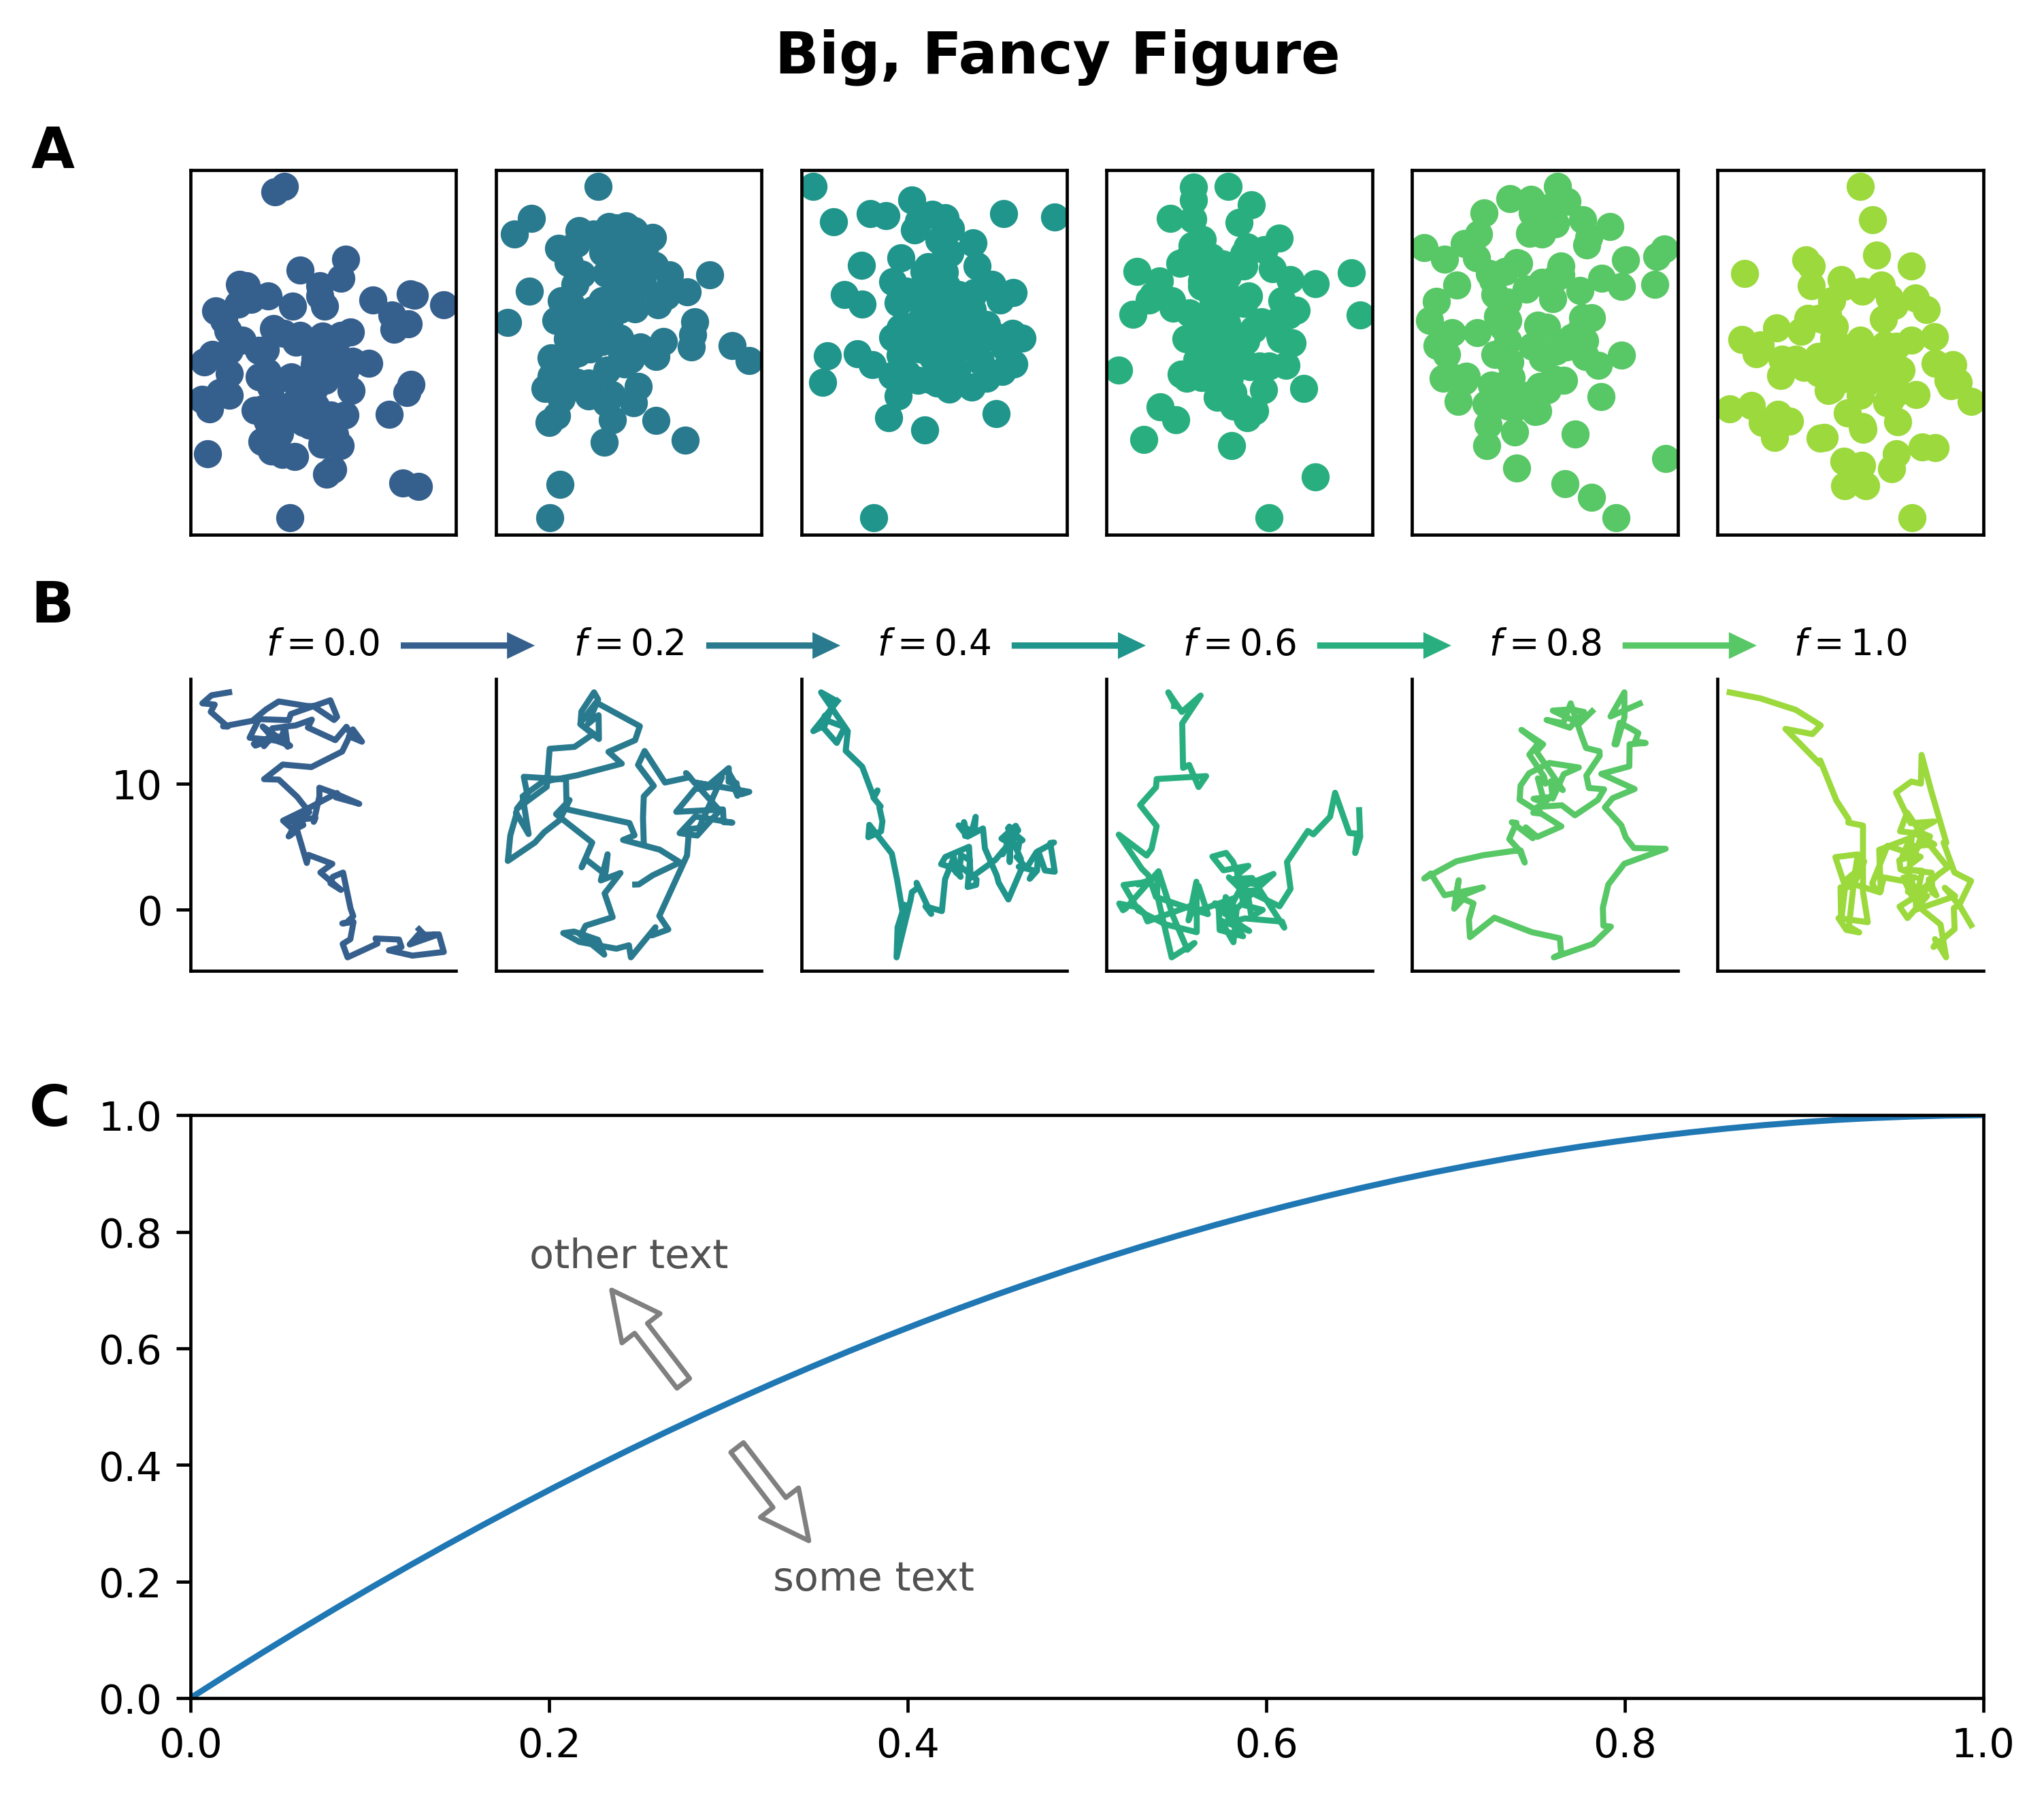 Big, Fancy Figure
A
B
f = 0.0 f = 0.2 f = 0.4 f = 0.6 f = 0.8 f = 1.0
10
0
C
1.0
0.8
other text
0.6
0.4
some text
0.2
0.0
0.0 0.2 0.4 0.6 0.8 1.0